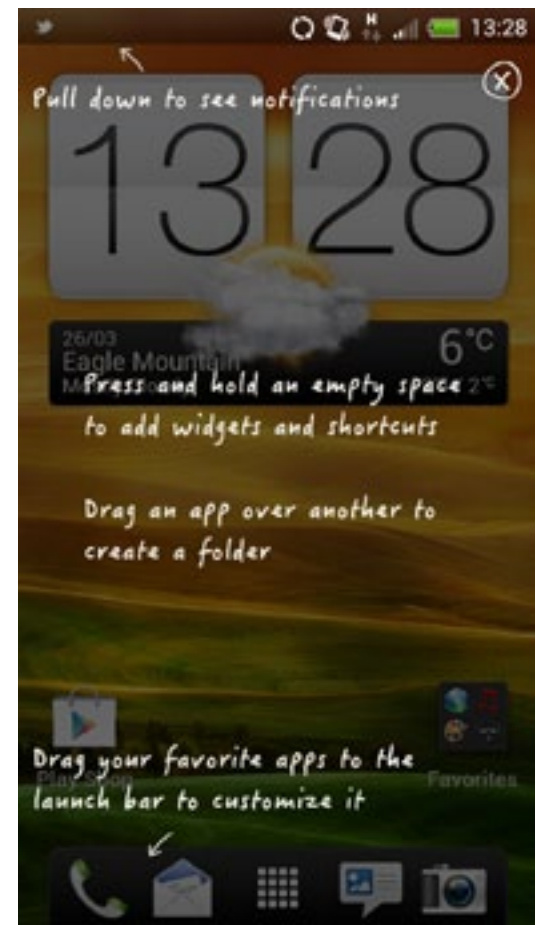 H
13:28
Pull down to see notifications
13 28
26/03
6°C
Eagle Mountain
2°C
Press and hold an empty space
to add widgets and shortcuts
Drag an app over another to
create a folder
Drag your favorite apps to the
Favorites
launch bar to customize it